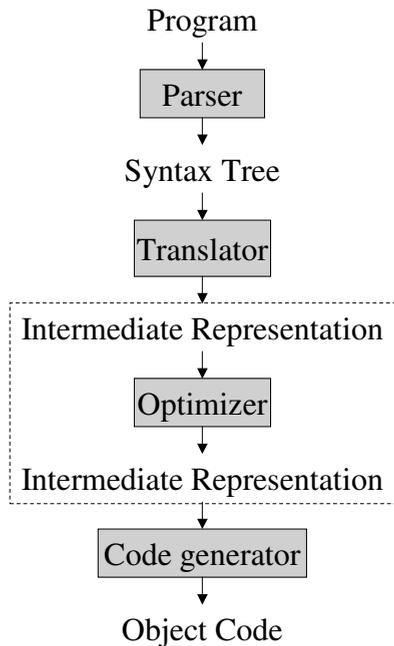 Program
Parser
Syntax Tree
Translator
Intermediate Representation
Optimizer
Intermediate Representation
Code generator
Object Code